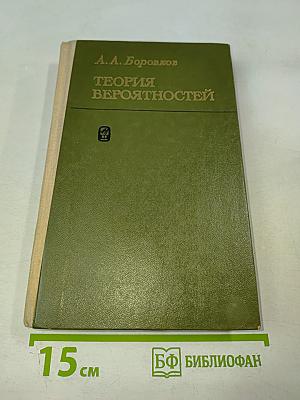 А. А. Боровков
ТЕОРИЯ
ВЕРОЯТНОСТЕЙ
15 см
БФ БИБЛИОФАН